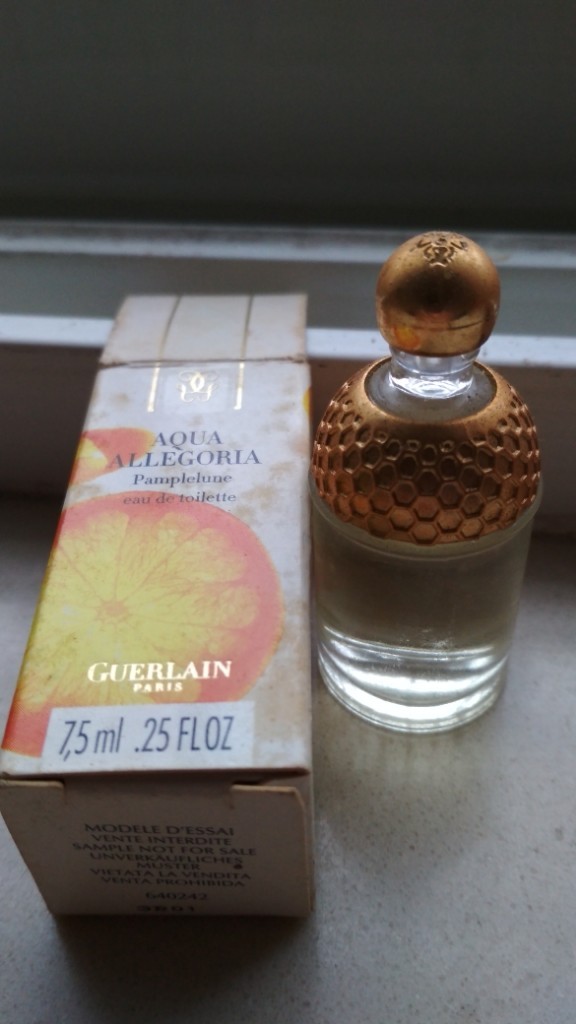 AQUA
ALLEGORIA
Pamplelune
eau de toilette
GUERLAIN
PARIS
7,5 ml .25 FL OZ
MODELE D'ESSAI
VENTE INTERDITE
SAMPLE NOT FOR SALE
UNVERKÄUFLICHES
MUSTER
VIETATA LA VENDITA
VENTA PROHIBIDA
640242